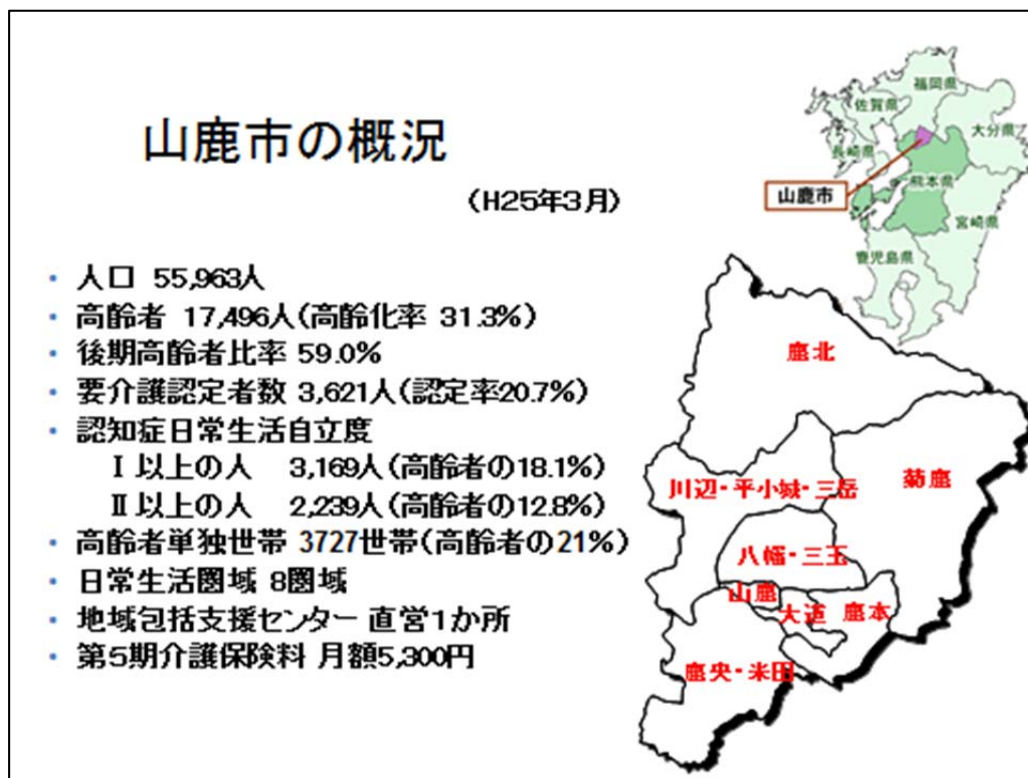 山鹿市の概況
(H25年3月)
• 人口 55,963人
• 高齢者 17,496人(高齢化率 31.3%)
• 後期高齢者比率 59.0%
• 要介護認定者数 3,621人(認定率20.7%)
• 認知症日常生活自立度
Ⅰ以上の人 3,169人(高齢者の18.1%)
Ⅱ以上の人 2,239人(高齢者の12.8%)
• 高齢者単独世帯 3727世帯(高齢者の21%)
• 日常生活圏域 8圏域
• 地域包括支援センター 直営1か所
• 第5期介護保険料 月額5,300円
福岡県
佐賀県
大分県
長崎県
熊本県
山鹿市
宮崎県
鹿児島県
鹿北
川辺・平小城・三岳
菊鹿
八幡・三玉
山鹿
大道
鹿本
鹿央・米田